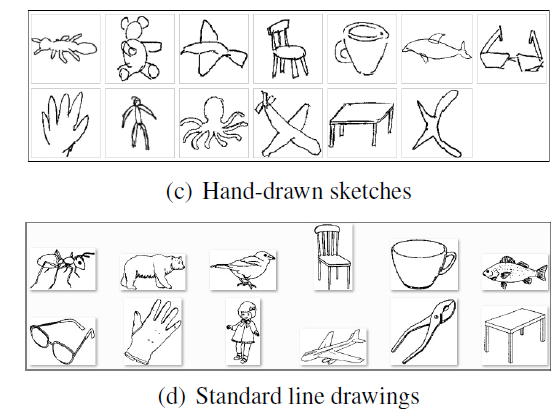 (c) Hand-drawn sketches
(d) Standard line drawings